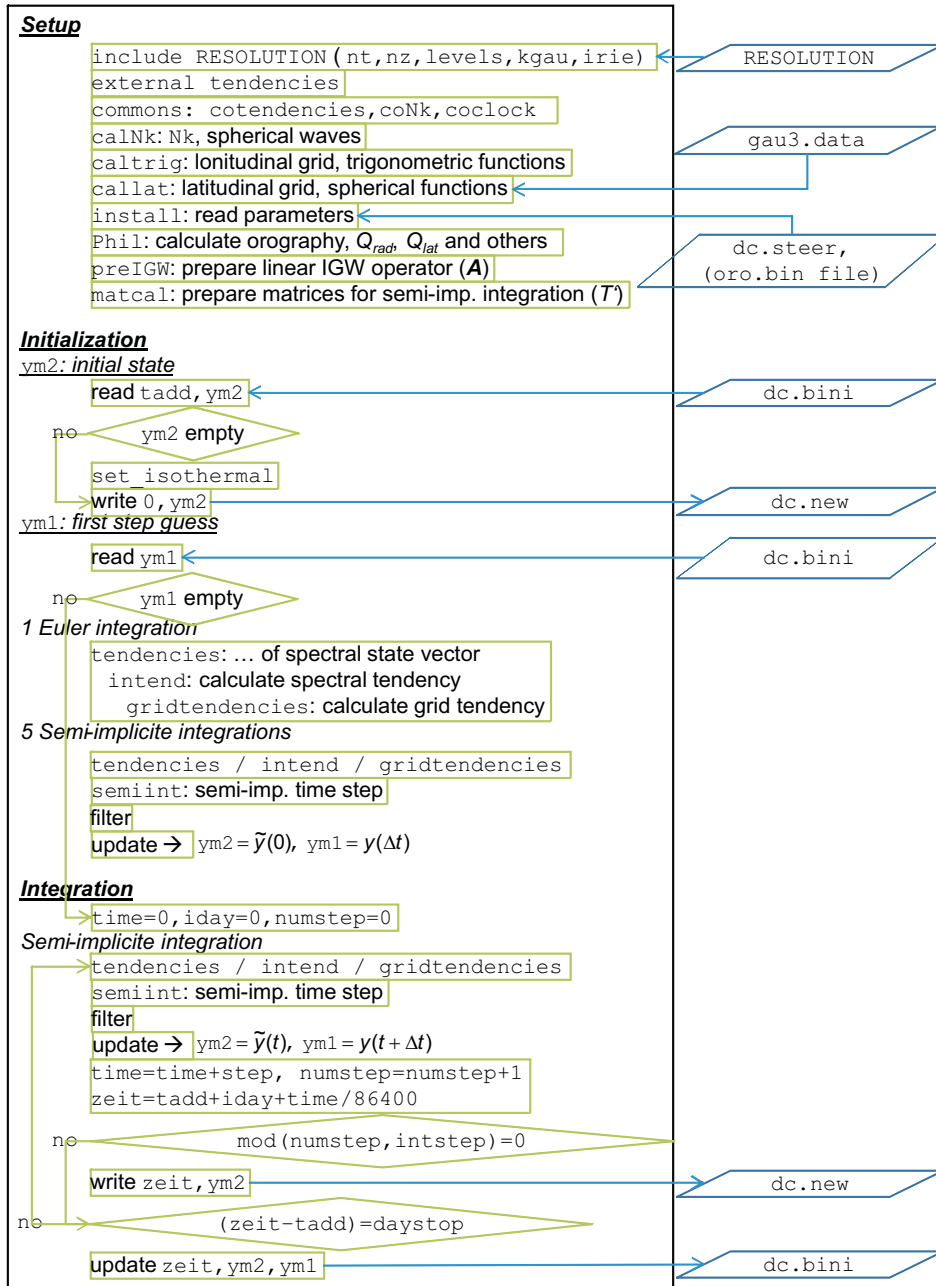 Setup
include RESOLUTION (nt,nz,levels,kgau,irie)
RESOLUTION
external tendencies
commons: cotendencies,coNk,coclock
calNk: Nk, spherical waves
gau3.data
caltrig: lonitudinal grid, trigonometric functions
callat: latitudinal grid, spherical functions
install: read parameters
Phil: calculate orography, Qrad, Qlat and others
dc.steer,
(oro.bin file)
preIGW: prepare linear IGW operator (A)
matcal: prepare matrices for semi-imp. integration (T')
Initialization
ym2: initial state
read tadd,ym2
dc.bini
no
ym2 empty
set_isothermal
write 0,ym2
dc.new
ym1: first step guess
read ym1
dc.bini
no
ym1 empty
1 Euler integration
tendencies: ... of spectral state vector
intend: calculate spectral tendency
gridtendencies: calculate grid tendency
5 Semi-implicite integrations
tendencies / intend / gridtendencies
semiint: semi-imp. time step
filter
update → ym2 = ỹ(0), ym1 = y(Δt)
Integration
time=0,iday=0,numstep=0
Semi-implicite integration
tendencies / intend / gridtendencies
semiint: semi-imp. time step
filter
update → ym2 = ỹ(t), ym1 = y(t + Δt)
time=time+step, numstep=numstep+1
zeit=tadd+iday+time/86400
no
mod(numstep,intstep)=0
write zeit,ym2
dc.new
no
(zeit-tadd)=daystop
update zeit,ym2,ym1
dc.bini